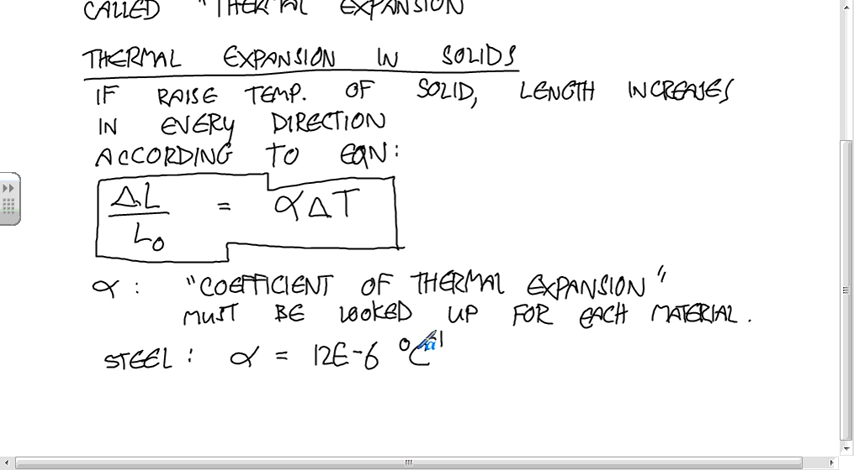 CALLED "THERMAL EXPANSION
THERMAL EXPANSION IN SOLIDS
IF RAISE TEMP. OF SOLID, LENGTH INCREASES
IN EVERY DIRECTION
ACCORDING TO EQN:
ΔL/L₀ = αΔT
α: "COEFFICIENT OF THERMAL EXPANSION"
MUST BE LOOKED UP FOR EACH MATERIAL.
STEEL: α = 12E-6 °C⁻¹